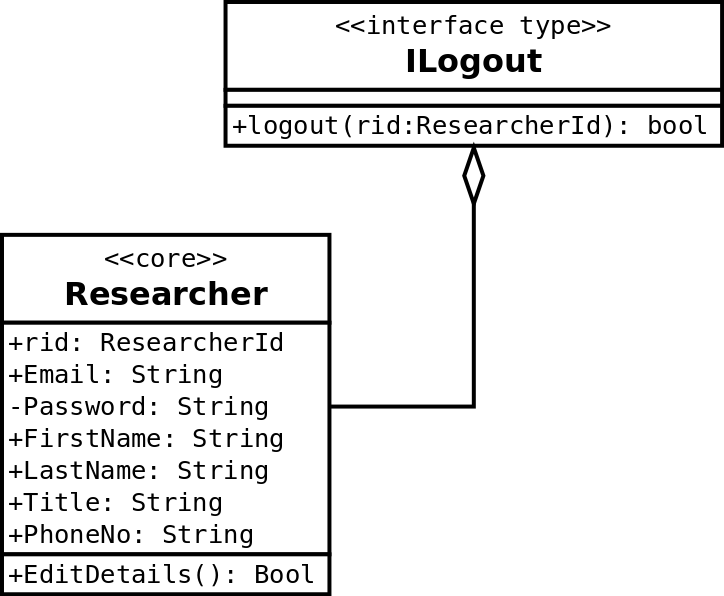 <<interface type>>
ILogout
+logout(rid:ResearcherId): bool
<<core>>
Researcher
+rid: ResearcherId
+Email: String
-Password: String
+FirstName: String
+LastName: String
+Title: String
+PhoneNo: String
+EditDetails(): Bool